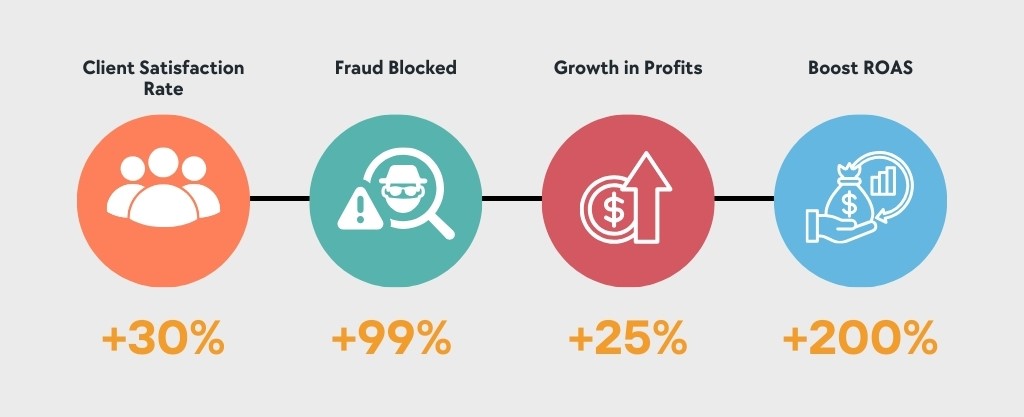 Client Satisfaction
Rate
Fraud Blocked
Growth in Profits
Boost ROAS
$
$
+30%
+99%
+25%
+200%